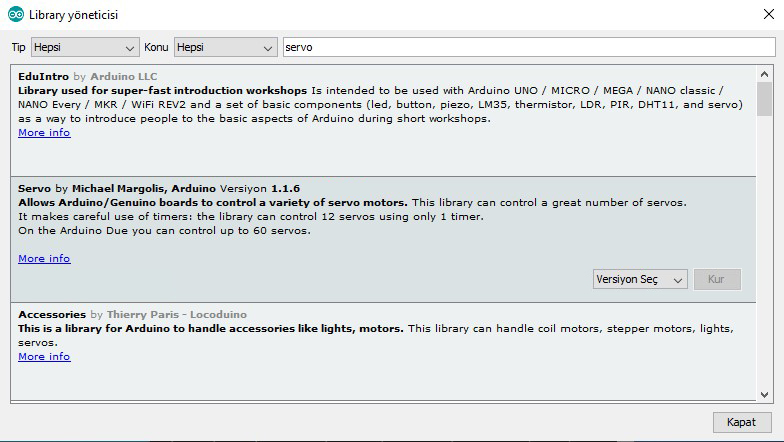 Library yöneticisi
Tip Hepsi Konu Hepsi servo
EduIntro by Arduino LLC
Library used for super-fast introduction workshops Is intended to be used with Arduino UNO / MICRO / MEGA / NANO classic /
NANO Every / MKR / WiFi REV2 and a set of basic components (led, button, piezo, LM35, thermistor, LDR, PIR, DHT11, and servo)
as a way to introduce people to the basic aspects of Arduino during short workshops.
More info
Servo by Michael Margolis, Arduino Versiyon 1.1.6
Allows Arduino/Genuino boards to control a variety of servo motors. This library can control a great number of servos.
It makes careful use of timers: the library can control 12 servos using only 1 timer.
On the Arduino Due you can control up to 60 servos.
More info
Versiyon Seç Kur
Accessories by Thierry Paris - Locoduino
This is a library for Arduino to handle accessories like lights, motors. This library can handle coil motors, stepper motors, lights,
servos.
More info
Kapat